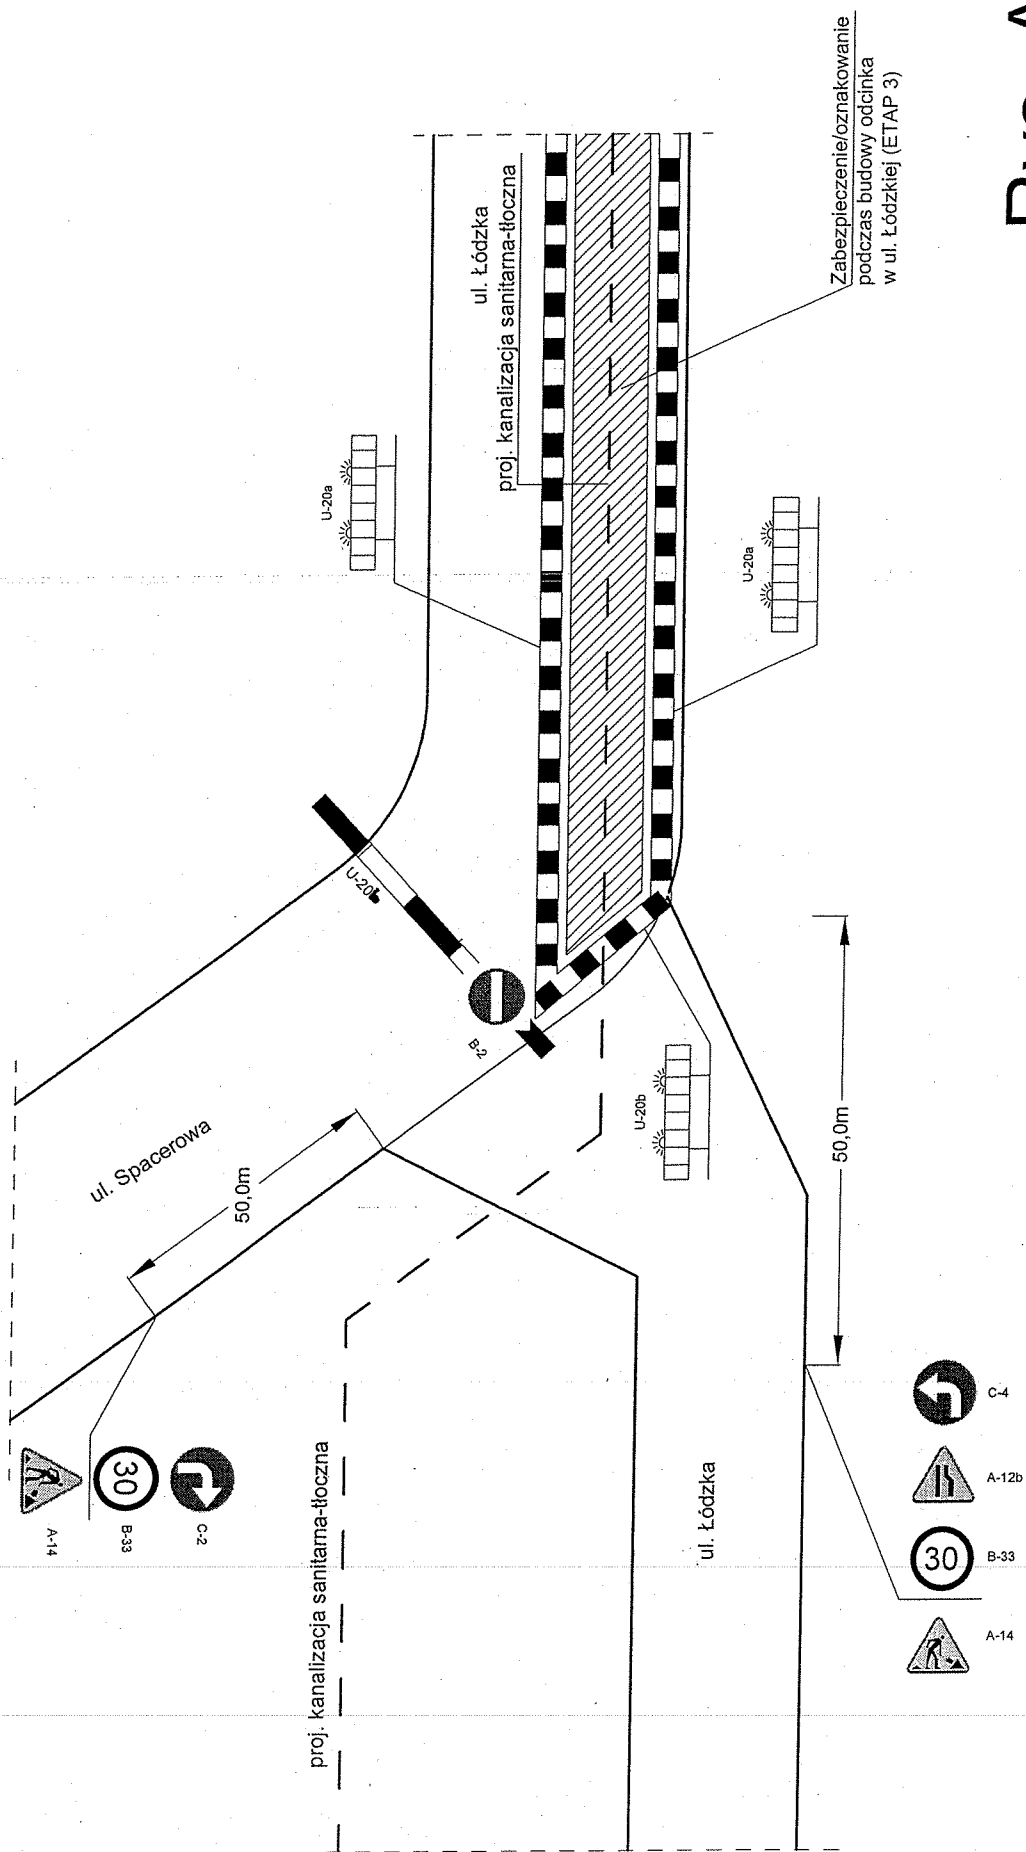 Zabezpieczenie/oznakowanie
podczas budowy odcinka
w ul. Łódzkiej (ETAP 3)
ul. Łódzka
proj. kanalizacja sanitarna-tłoczna
U-20a
U-20a
U-20b
B-2
U-20b
ul. Spacerowa
50,0m
50,0m
A-14
30
B-33
C-2
proj. kanalizacja sanitarna-tłoczna
ul. Łódzka
C-4
A-12b
30
B-33
A-14